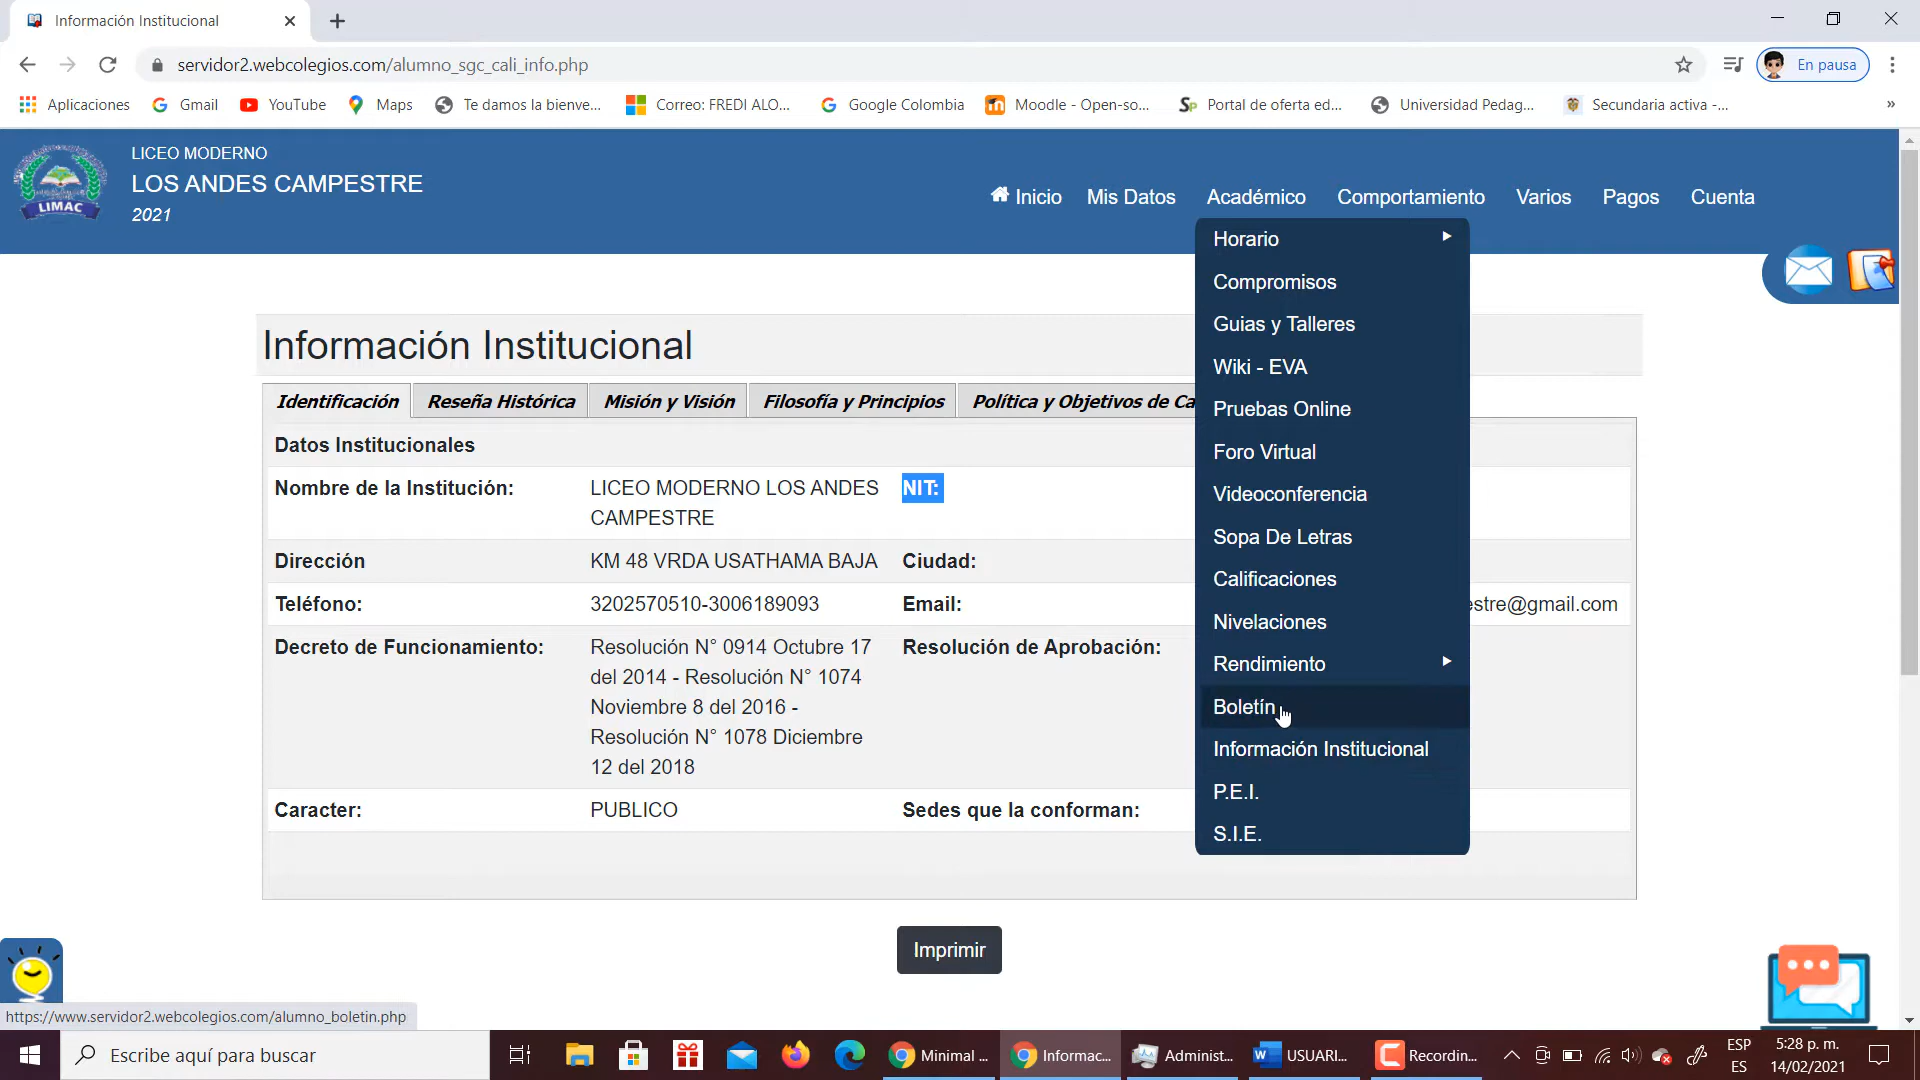 Información Institucional
servidor2.webcolegios.com/alumno_sgc_cali_info.php
En pausa
Aplicaciones
Gmail
YouTube
Maps
Te damos la bienve...
Correo: FREDI ALO...
Google Colombia
Moodle - Open-so...
Portal de oferta ed...
Universidad Pedag...
Secundaria activa -...
»
LICEO MODERNO
LOS ANDES CAMPESTRE
2021
LIMAC
Inicio
Mis Datos
Académico
Comportamiento
Varios
Pagos
Cuenta
Horario
Compromisos
Guias y Talleres
Wiki - EVA
Pruebas Online
Foro Virtual
Videoconferencia
Sopa De Letras
Calificaciones
Nivelaciones
Rendimiento
Boletín
Información Institucional
P.E.I.
S.I.E.
Información Institucional
Identificación
Reseña Histórica
Misión y Visión
Filosofía y Principios
Política y Objetivos de Ca
Datos Institucionales
Nombre de la Institución:
LICEO MODERNO LOS ANDES
CAMPESTRE
NIT:
Dirección
KM 48 VRDA USATHAMA BAJA
Ciudad:
Teléfono:
3202570510-3006189093
Email:
estre@gmail.com
Decreto de Funcionamiento:
Resolución N° 0914 Octubre 17
del 2014 - Resolución N° 1074
Noviembre 8 del 2016 -
Resolución N° 1078 Diciembre
12 del 2018
Resolución de Aprobación:
Caracter:
PUBLICO
Sedes que la conforman:
Imprimir
https://www.servidor2.webcolegios.com/alumno_boletin.php
Escribe aquí para buscar
Minimal ...
Informac...
Administ...
USUARI...
Recordin...
ESP
ES
5:28 p. m.
14/02/2021